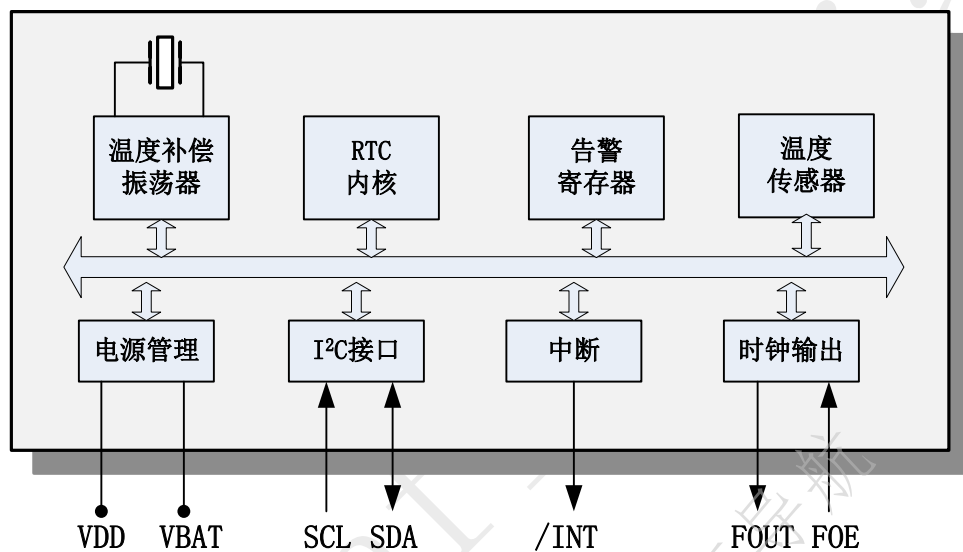 温度补偿
振荡器
RTC
内核
告警
寄存器
温度
传感器
电源管理
I²C接口
中断
时钟输出
VDD VBAT SCL SDA /INT FOUT FOE